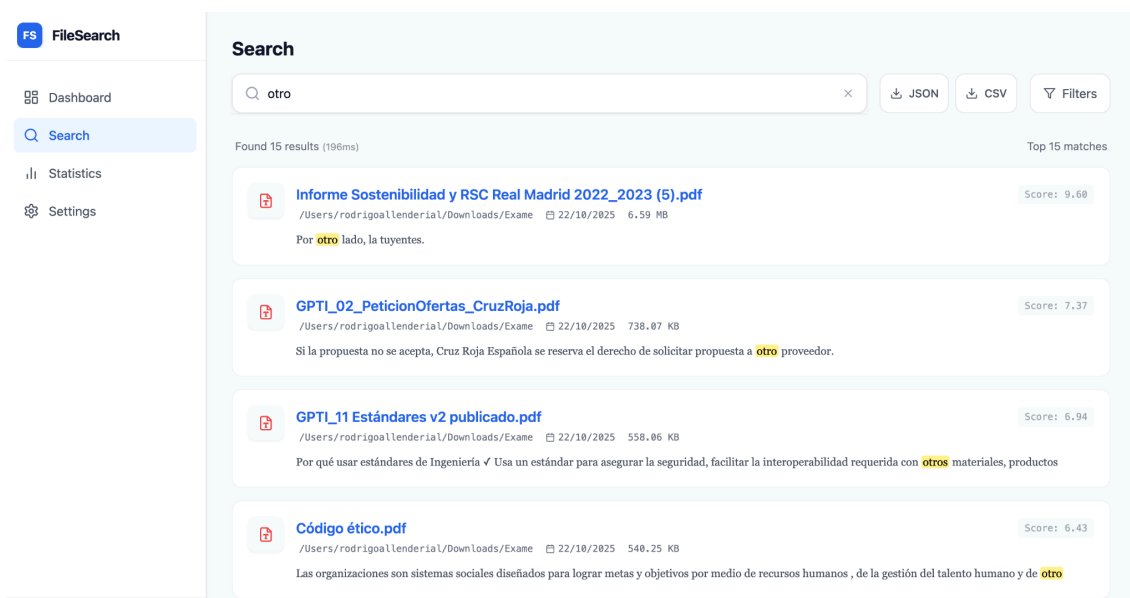 FS FileSearch
Dashboard
Search
Statistics
Settings
Search
otro
JSON
CSV
Filters
Found 15 results (196ms)
Top 15 matches
Informe Sostenibilidad y RSC Real Madrid 2022_2023 (5).pdf
Score: 9.60
/Users/rodrigoallenderial/Downloads/Exame 22/10/2025 6.59 MB
Por otro lado, la tuyentes.
GPTI_02_PeticionOfertas_CruzRoja.pdf
Score: 7.37
/Users/rodrigoallenderial/Downloads/Exame 22/10/2025 738.07 KB
Si la propuesta no se acepta, Cruz Roja Española se reserva el derecho de solicitar propuesta a otro proveedor.
GPTI_11 Estándares v2 publicado.pdf
Score: 6.94
/Users/rodrigoallenderial/Downloads/Exame 22/10/2025 558.06 KB
Por qué usar estándares de Ingeniería ✓ Usa un estándar para asegurar la seguridad, facilitar la interoperabilidad requerida con otros materiales, productos
Código ético.pdf
Score: 6.43
/Users/rodrigoallenderial/Downloads/Exame 22/10/2025 540.25 KB
Las organizaciones son sistemas sociales diseñados para lograr metas y objetivos por medio de recursos humanos , de la gestión del talento humano y de otro